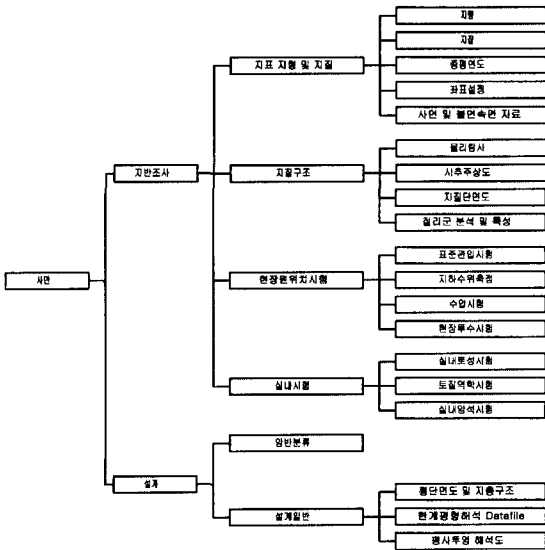 지형
지질
지표 지형 및 지질
종평면도
좌표설정
사면 및 불연속면 자료
물리탐사
시추주상도
지반조사
지질구조
지질단면도
절리군 분석 및 특성
표준관입시험
사면
현장원위치시험
지하수위측정
수압시험
현장투수시험
실내토성시험
실내시험
토질역학시험
실내암석시험
암반분류
설계
횡단면도 및 지층구조
설계일반
한계평형해석 Datafile
평사투영 해석도